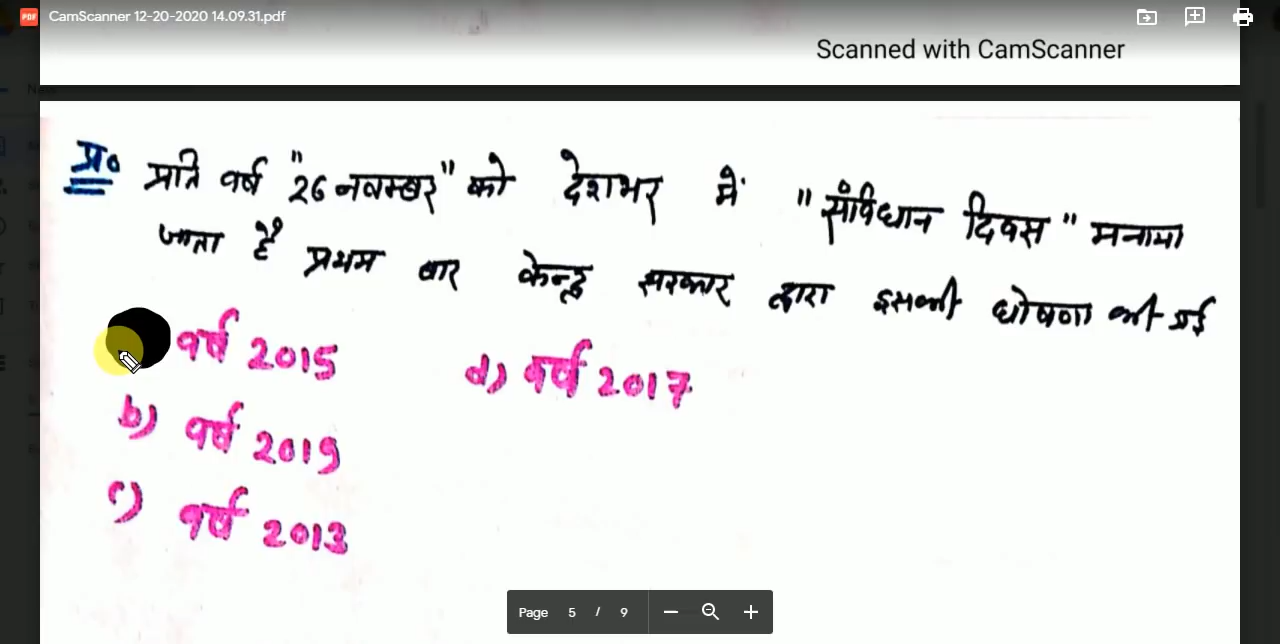 CamScanner 12-20-2020 14.09.31.pdf
Scanned with CamScanner
प्र० प्रति वर्ष "26 नवम्बर" को देशभर में "संविधान दिवस" मनाया
जाता है प्रथम बार केन्द्र सरकार द्वारा इसकी घोषणा की गई
वर्ष 2015 d) वर्ष 2017
b) वर्ष 2019
c) वर्ष 2013
Page 5 / 9